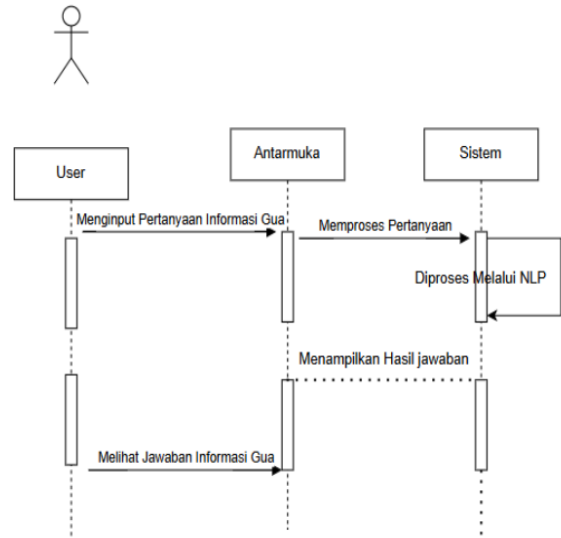 User
Antarmuka
Sistem
Menginput Pertanyaan Informasi Gua
Memproses Pertanyaan
Diproses Melalui NLP
Menampilkan Hasil jawaban
Melihat Jawaban Informasi Gua